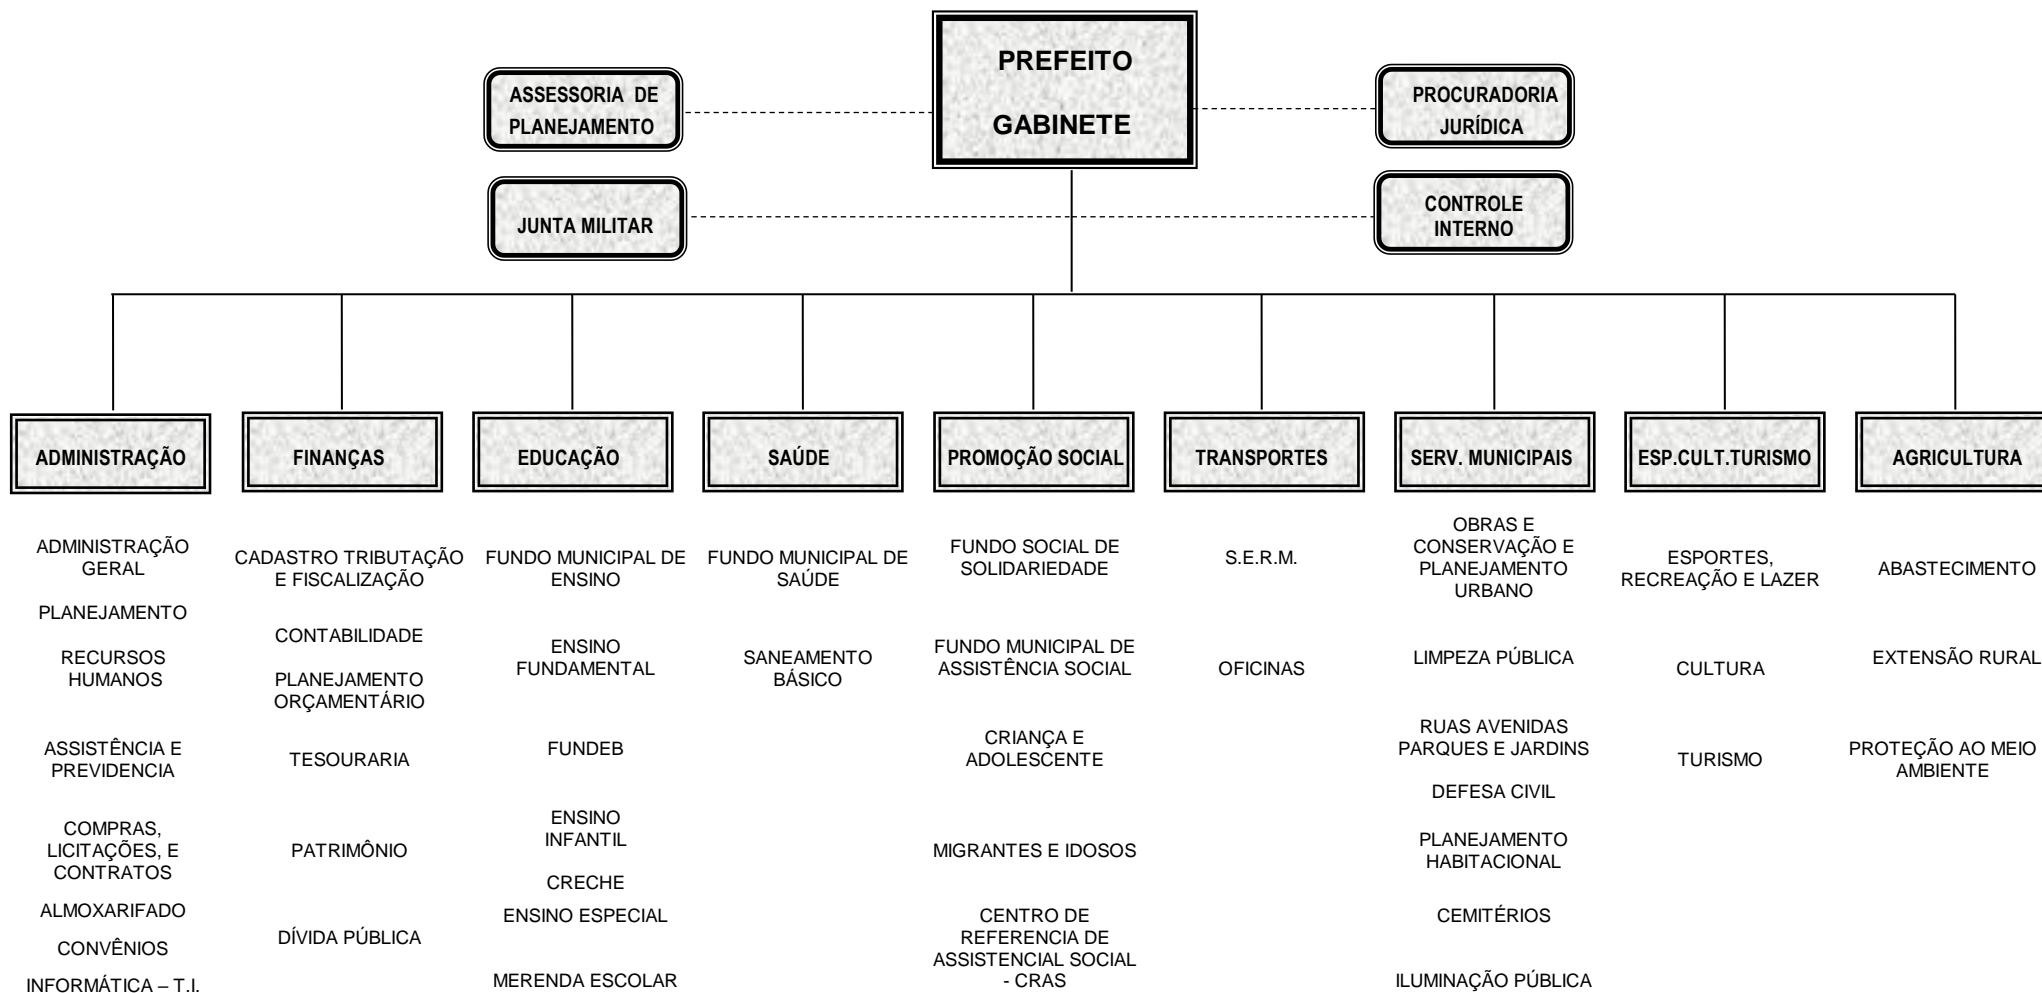 PREFEITO
GABINETE
ASSESSORIA DE
PLANEJAMENTO
PROCURADORIA
JURÍDICA
JUNTA MILITAR
CONTROLE
INTERNO
ADMINISTRAÇÃO
FINANÇAS
EDUCAÇÃO
SAÚDE
PROMOÇÃO SOCIAL
TRANSPORTES
SERV. MUNICIPAIS
ESP.CULT.TURISMO
AGRICULTURA
ADMINISTRAÇÃO
GERAL
PLANEJAMENTO
RECURSOS
HUMANOS
ASSISTÊNCIA E
PREVIDENCIA
COMPRAS,
LICITAÇÕES, E
CONTRATOS
ALMOXARIFADO
CONVÊNIOS
INFORMÁTICA – T.I.
CADASTRO TRIBUTAÇÃO
E FISCALIZAÇÃO
CONTABILIDADE
PLANEJAMENTO
ORÇAMENTÁRIO
TESOURARIA
PATRIMÔNIO
DÍVIDA PÚBLICA
FUNDO MUNICIPAL DE
ENSINO
ENSINO
FUNDAMENTAL
FUNDEB
ENSINO
INFANTIL
CRECHE
ENSINO ESPECIAL
MERENDA ESCOLAR
FUNDO MUNICIPAL DE
SAÚDE
SANEAMENTO
BÁSICO
FUNDO SOCIAL DE
SOLIDARIEDADE
FUNDO MUNICIPAL DE
ASSISTÊNCIA SOCIAL
CRIANÇA E
ADOLESCENTE
MIGRANTES E IDOSOS
CENTRO DE
REFERENCIA DE
ASSISTENCIAL SOCIAL
- CRAS
S.E.R.M.
OFICINAS
OBRAS E
CONSERVAÇÃO E
PLANEJAMENTO
URBANO
LIMPEZA PÚBLICA
RUAS AVENIDAS
PARQUES E JARDINS
DEFESA CIVIL
PLANEJAMENTO
HABITACIONAL
CEMITÉRIOS
ILUMINAÇÃO PÚBLICA
ESPORTES,
RECREAÇÃO E LAZER
CULTURA
TURISMO
ABASTECIMENTO
EXTENSÃO RURAL
PROTEÇÃO AO MEIO
AMBIENTE